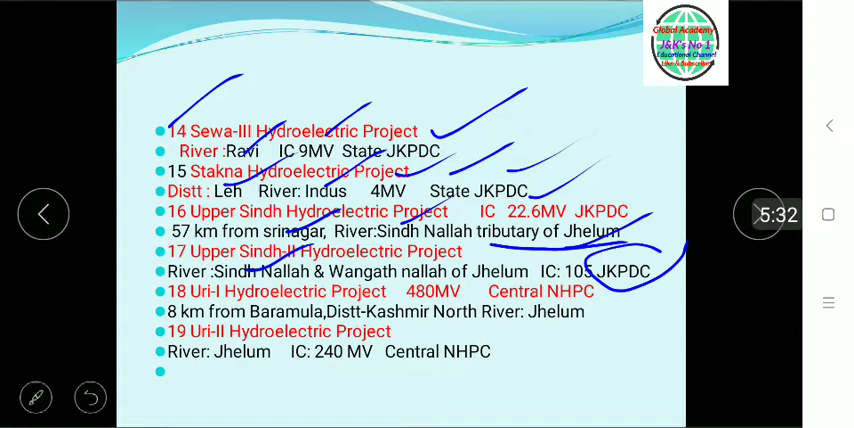 Global Academy
J&K's No 1
Educational Channel
Like & Subscribe
14 Sewa-III Hydroelectric Project
River :Ravi IC 9MV State JKPDC
15 Stakna Hydroelectric Project
Distt : Leh River: Indus 4MV State JKPDC
16 Upper Sindh Hydroelectric Project IC 22.6MV JKPDC
57 km from srinagar, River:Sindh Nallah tributary of Jhelum
17 Upper Sindh-II Hydroelectric Project
River :Sindh Nallah & Wangath nallah of Jhelum IC: 105 JKPDC
18 Uri-I Hydroelectric Project 480MV Central NHPC
8 km from Baramula,Distt-Kashmir North River: Jhelum
19 Uri-II Hydroelectric Project
River: Jhelum IC: 240 MV Central NHPC
5:32